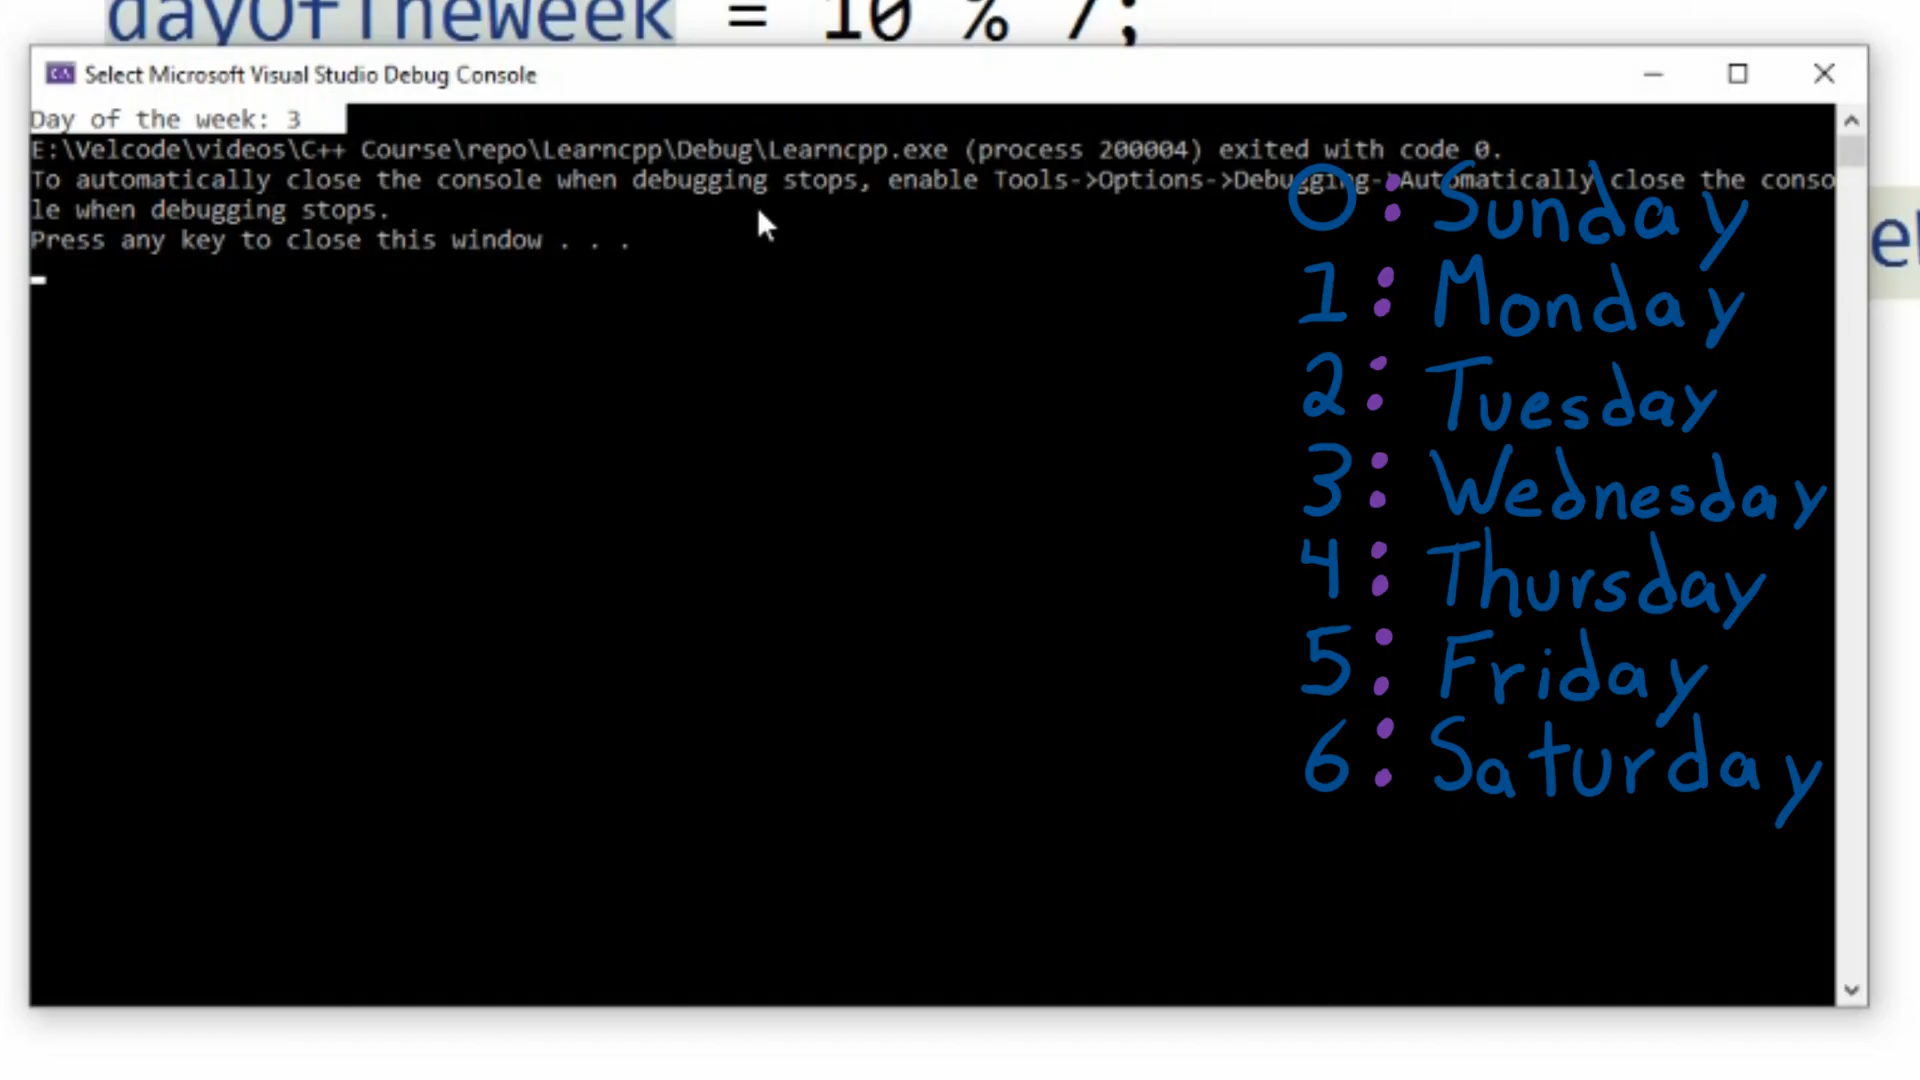 dayOfTheWeek = 10 % 7;
Select Microsoft Visual Studio Debug Console
Day of the week: 3
E:\Velcode\videos\C++ Course\repo\Learncpp\Debug\Learncpp.exe (process 200004) exited with code 0.
To automatically close the console when debugging stops, enable Tools->Options->Debugging->Automatically close the conso
le when debugging stops.
Press any key to close this window . . .
0 : Sunday
1 : Monday
2 : Tuesday
3 : Wednesday
4 : Thursday
5 : Friday
6 : Saturday